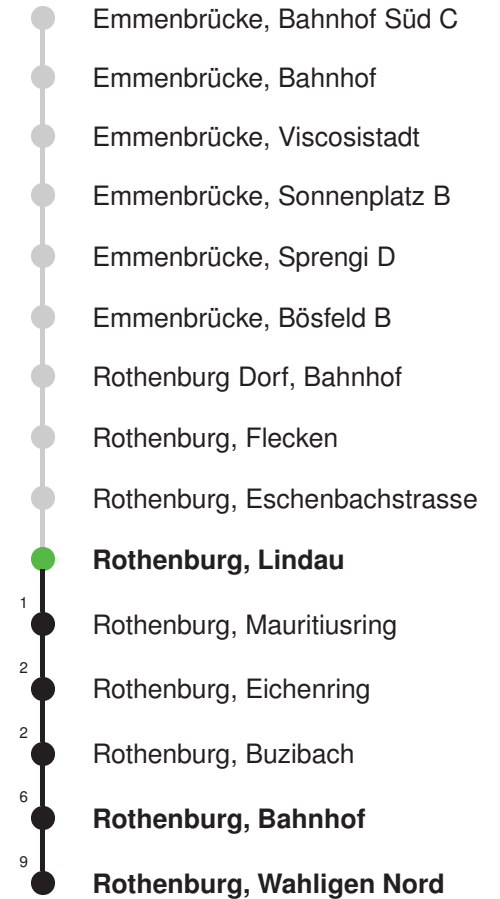 Emmenbrücke, Bahnhof Süd C
Emmenbrücke, Bahnhof
Emmenbrücke, Viscosistadt
Emmenbrücke, Sonnenplatz B
Emmenbrücke, Sprengi D
Emmenbrücke, Bösfeld B
Rothenburg Dorf, Bahnhof
Rothenburg, Flecken
Rothenburg, Eschenbachstrasse
Rothenburg, Lindau
1 Rothenburg, Mauritiusring
2 Rothenburg, Eichenring
2 Rothenburg, Buzibach
6 Rothenburg, Bahnhof
9 Rothenburg, Wahligen Nord